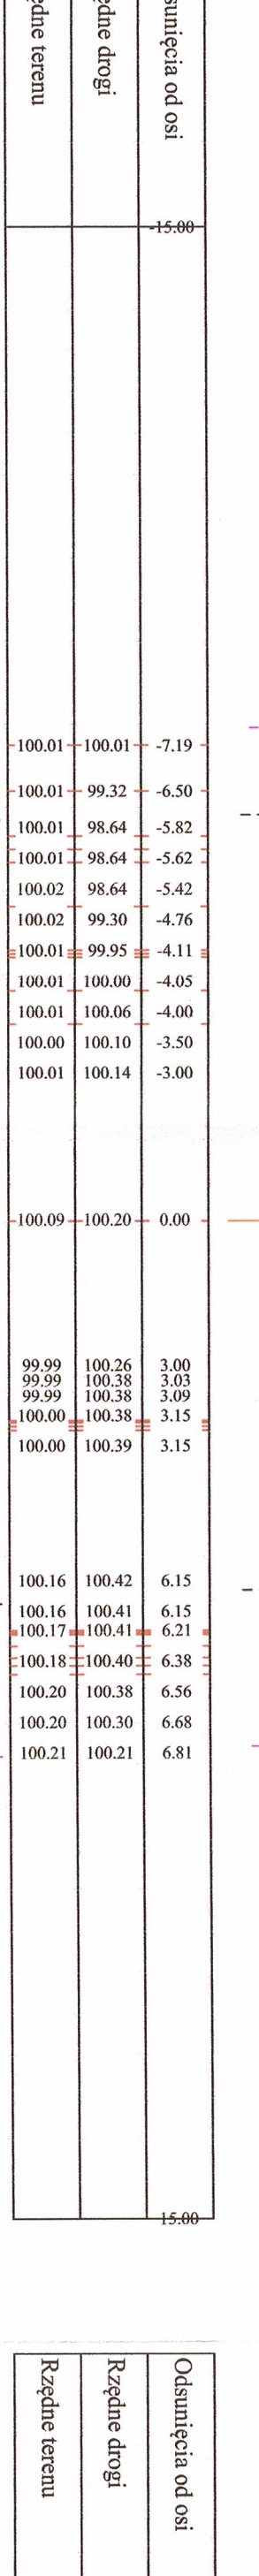 ędne terenu ędne drogi sunięcia od osi
-15.00
100.01 100.01 -7.19
100.01 99.32 -6.50
100.01 98.64 -5.82
100.01 98.64 -5.62
100.02 98.64 -5.42
100.02 99.30 -4.76
100.01 99.95 -4.11
100.01 100.00 -4.05
100.01 100.06 -4.00
100.00 100.10 -3.50
100.01 100.14 -3.00
100.09 100.20 0.00
99.99 100.26 3.00
99.99 100.38 3.03
99.99 100.38 3.09
100.00 100.38 3.15
100.00 100.39 3.15
100.16 100.42 6.15
100.16 100.41 6.15
100.17 100.41 6.21
100.18 100.40 6.38
100.20 100.38 6.56
100.20 100.30 6.68
100.21 100.21 6.81
15.00
Rzędne terenu Rzędne drogi Odsunięcia od osi